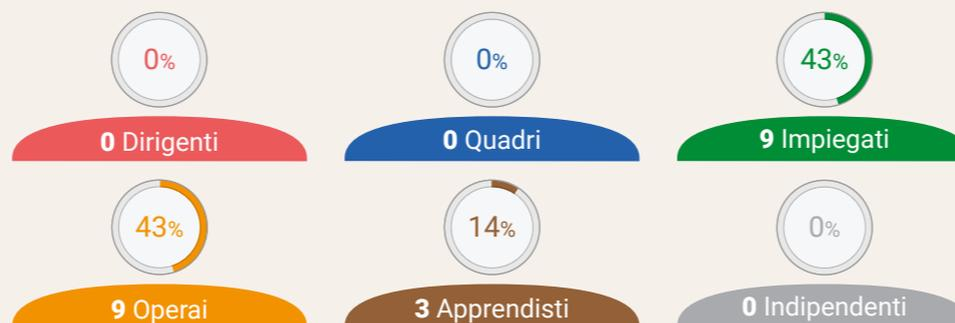 0%
0%
43%
0 Dirigenti
0 Quadri
9 Impiegati
43%
14%
0%
9 Operai
3 Apprendisti
0 Indipendenti